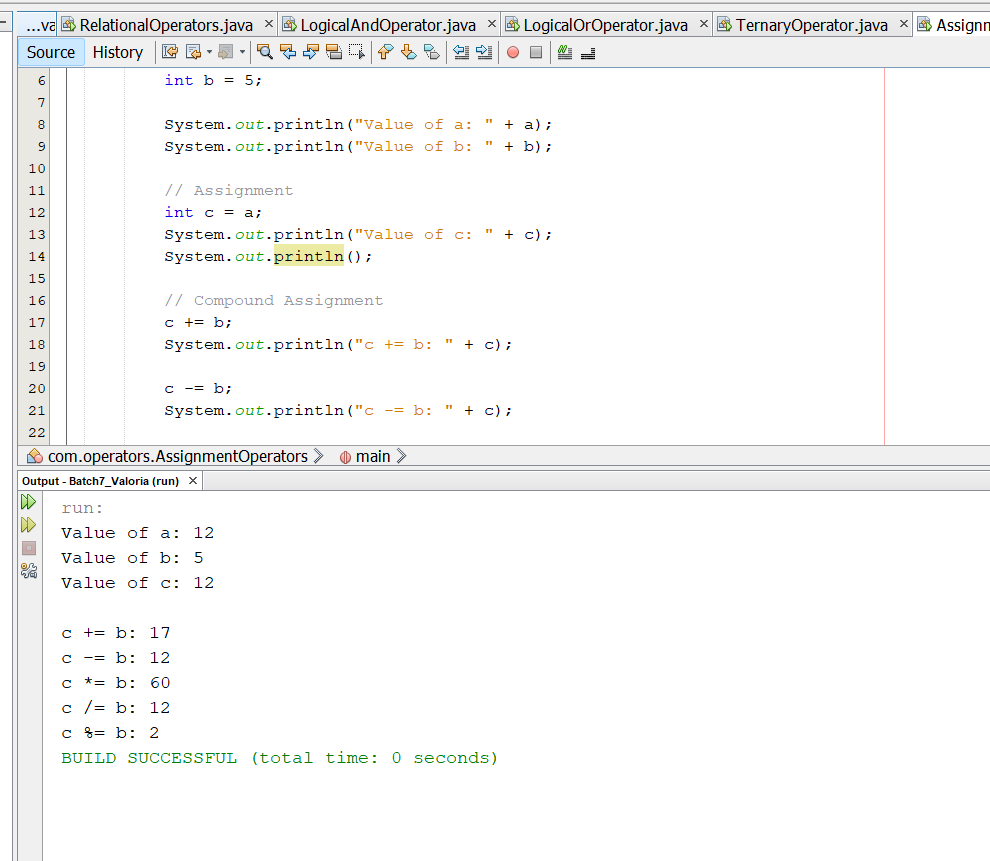 ...va RelationalOperators.java LogicalAndOperator.java LogicalOrOperator.java TernaryOperator.java Assignm
Source History
6 int b = 5;
7
8 System.out.println("Value of a: " + a);
9 System.out.println("Value of b: " + b);
10
11 // Assignment
12 int c = a;
13 System.out.println("Value of c: " + c);
14 System.out.println();
15
16 // Compound Assignment
17 c += b;
18 System.out.println("c += b: " + c);
19
20 c -= b;
21 System.out.println("c -= b: " + c);
22
com.operators.AssignmentOperators main
Output - Batch7_Valoria (run)
run:
Value of a: 12
Value of b: 5
Value of c: 12
c += b: 17
c -= b: 12
c *= b: 60
c /= b: 12
c %= b: 2
BUILD SUCCESSFUL (total time: 0 seconds)